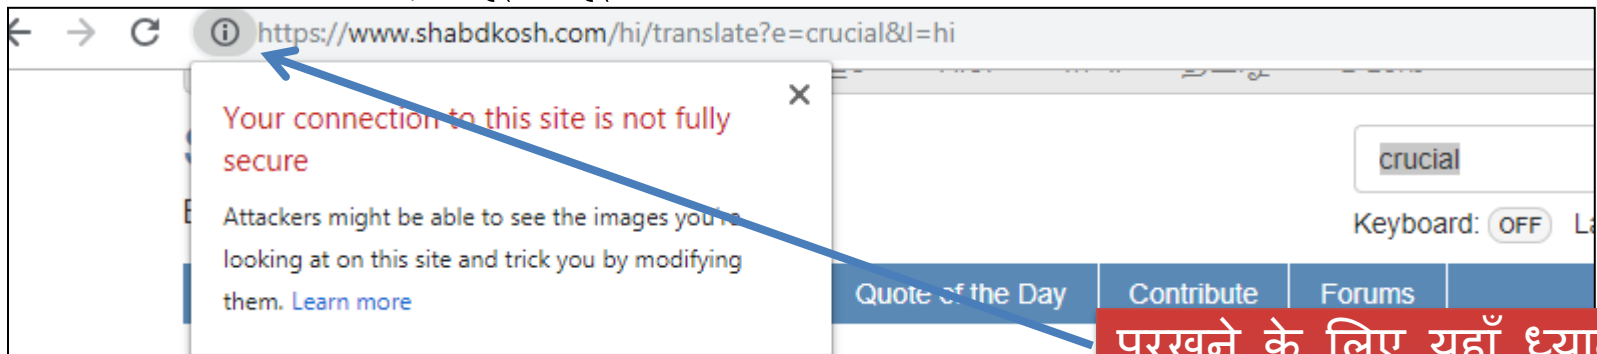 https://www.shabdkosh.com/hi/translate?e=crucial&l=hi
Your connection to this site is not fully
secure
crucial
Attackers might be able to see the images you're
Keyboard: OFF
looking at on this site and trick you by modifying
them. Learn more
Quote of the Day Contribute Forums
परखने के लिए यहाँ